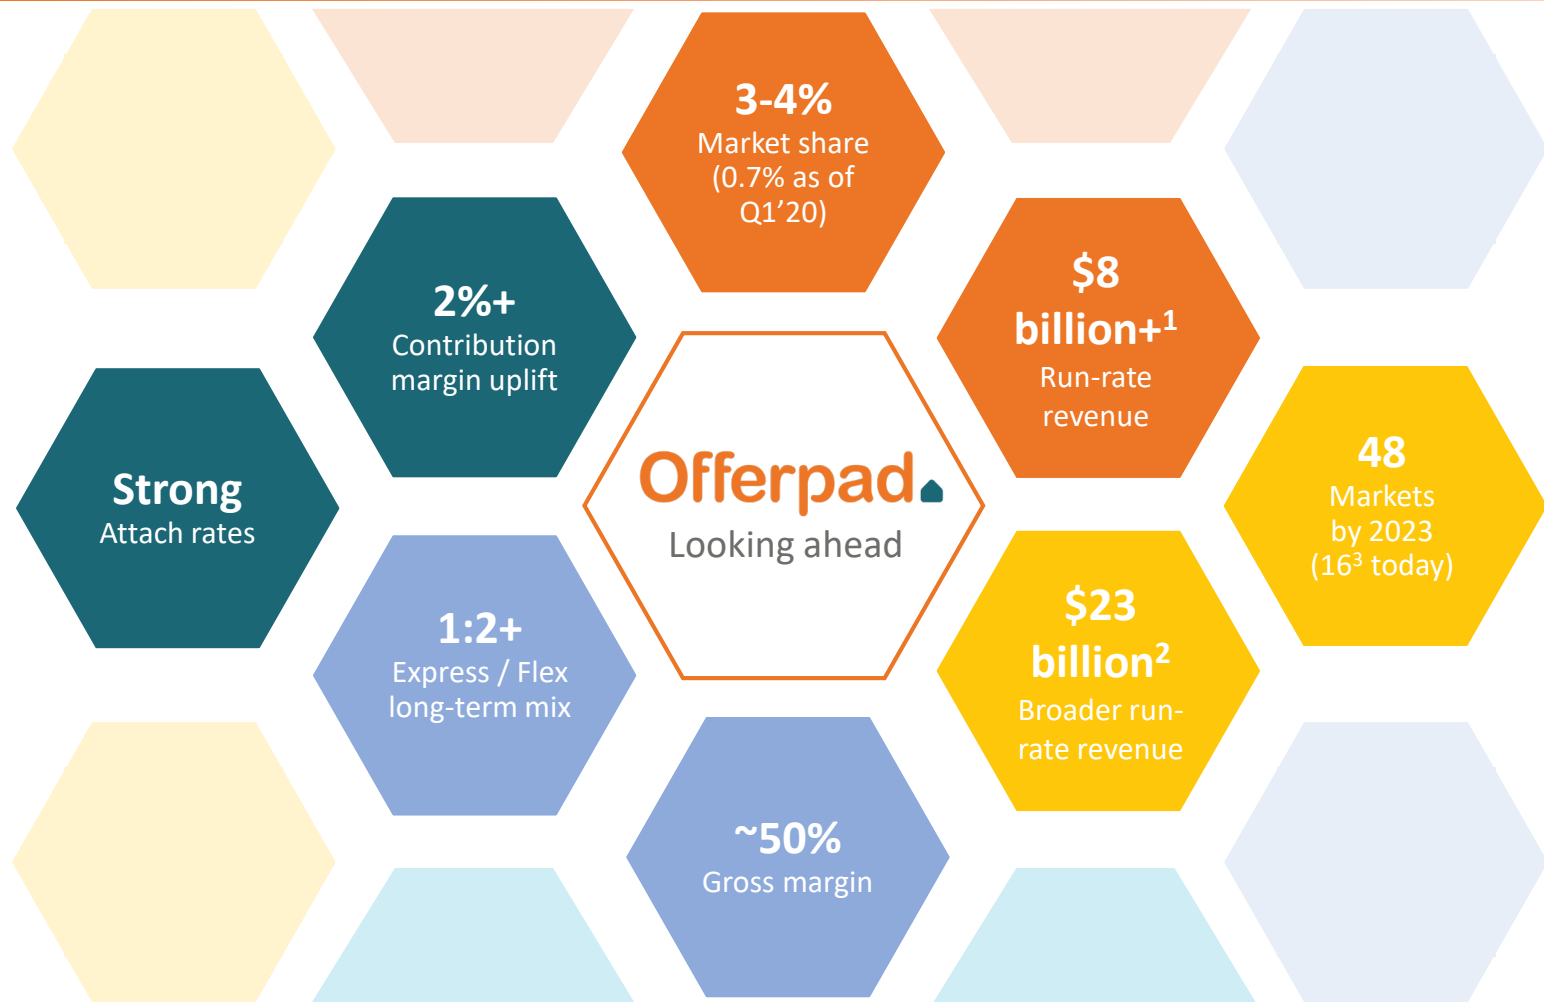 3-4%
Market share
(0.7% as of
Q1’20)
2%+
Contribution
margin uplift
$8
billion+¹
Run-rate
revenue
Strong
Attach rates
Offerpad
Looking ahead
48
Markets
by 2023
(16³ today)
1:2+
Express / Flex
long-term mix
$23
billion²
Broader run-
rate revenue
~50%
Gross margin